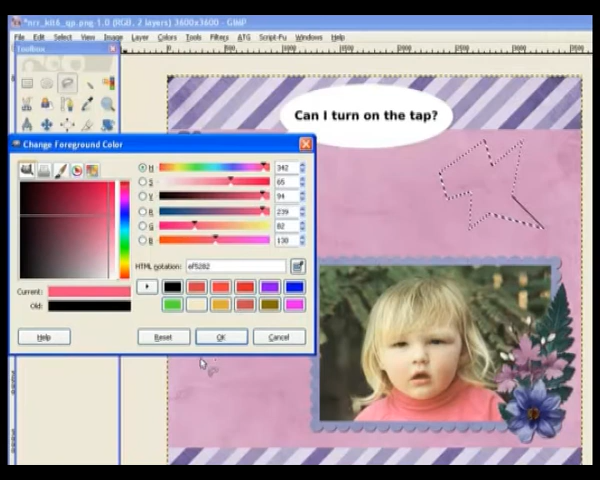 *nrr_kit6_qp.png-1.0 (RGB, 2 layers) 3600x3600 – GIMP
File Edit Select View Image Layer Colors Tools Filters ATG Script-Fu Windows Help
Toolbox
Can I turn on the tap?
Change Foreground Color
H 342
S 65
V 94
R 239
G 82
B 130
HTML notation: ef5282
Current:
Old:
Help Reset OK Cancel